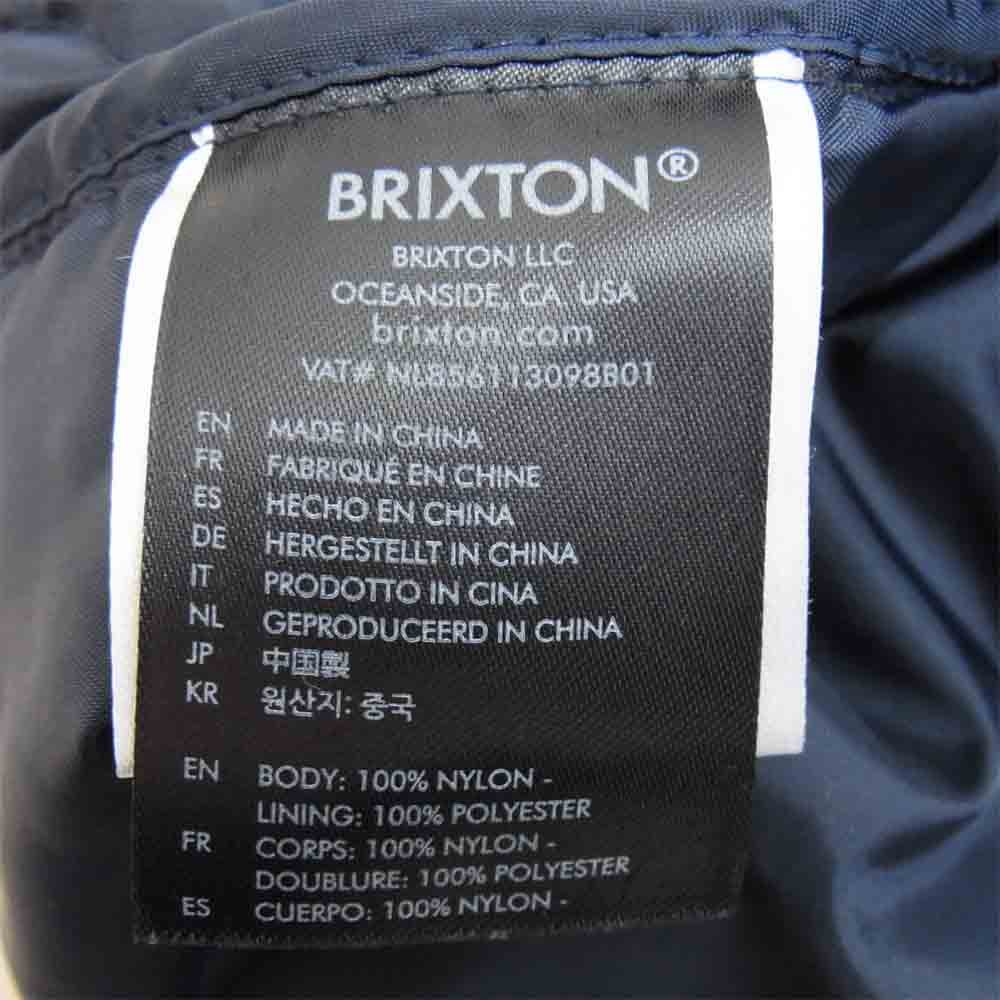 BRIXTON®
BRIXTON LLC
OCEANSIDE, CA. USA
brixton.com
VAT# NL856113098B01
EN MADE IN CHINA
FR FABRIQUÉ EN CHINE
ES HECHO EN CHINA
DE HERGESTELLT IN CHINA
IT PRODOTTO IN CINA
NL GEPRODUCEERD IN CHINA
JP 中国製
KR 원산지: 중국
EN BODY: 100% NYLON -
LINING: 100% POLYESTER
FR CORPS: 100% NYLON -
DOUBLURE: 100% POLYESTER
ES CUERPO: 100% NYLON -